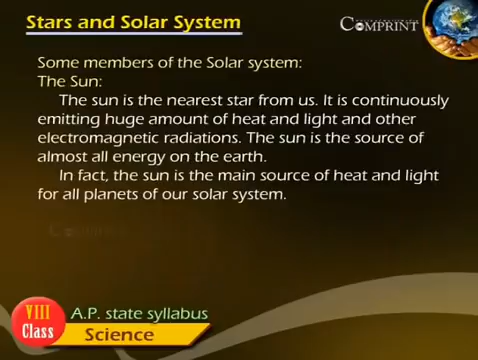 Stars and Solar System
COMPRINT
Some members of the Solar system:
The Sun:
The sun is the nearest star from us. It is continuously
emitting huge amount of heat and light and other
electromagnetic radiations. The sun is the source of
almost all energy on the earth.
In fact, the sun is the main source of heat and light
for all planets of our solar system.
VIII
Class
A.P. state syllabus
Science